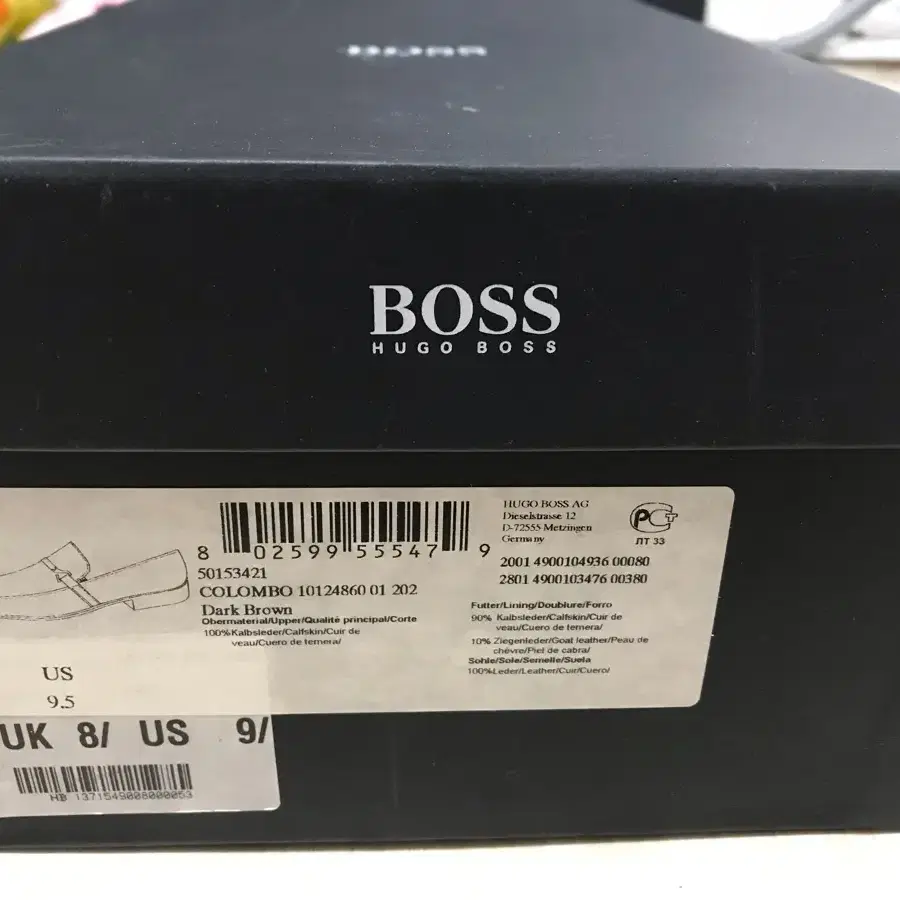 BOSS
BOSS
HUGO BOSS
8 02599 55547 9
50153421
COLOMBO 10124860 01 202
Dark Brown
Obermaterial/Upper/Qualité principal/Corte
100%Kalbsleder/Calfskin/Cuir de
veau/Cuero de ternera/
US
9.5
HUGO BOSS AG
Dieselstrasse 12
D-72555 Metzingen
Germany
РСТ
ЛТ 33
2001 4900104936 00080
2801 4900103476 00380
Futter/Lining/Doublure/Forro
90% Kalbsleder/Calfskin/Cuir de
veau/Cuero de ternera/
10% Ziegenleder/Goat leather/Peau de
chèvre/Piel de cabra/
Sohle/Sole/Semelle/Suela
100%Leder/Leather/Cuir/Cuero/
UK 8/ US 9/
HB 1371549008000053